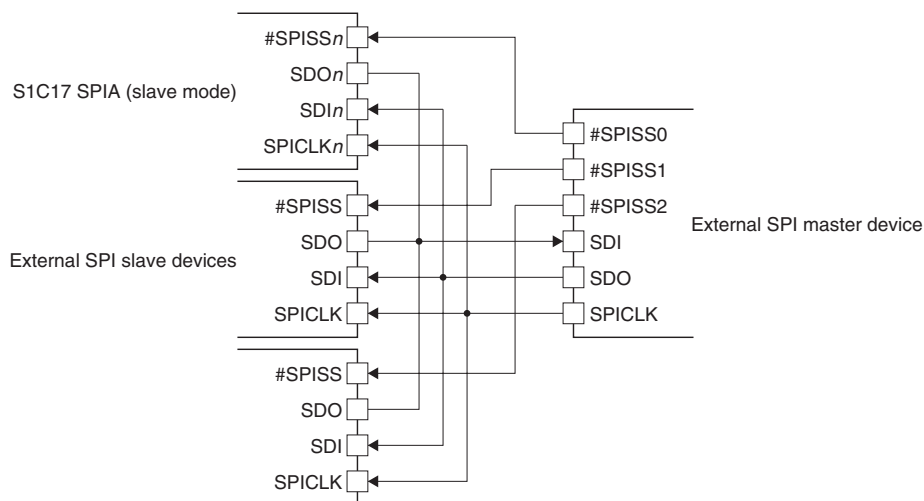 S1C17 SPIA (slave mode)
#SPISSn
SDOn
SDIn
SPICLKn
External SPI slave devices
#SPISS
SDO
SDI
SPICLK
#SPISS
SDO
SDI
SPICLK
#SPISS0
#SPISS1
#SPISS2
SDI
SDO
SPICLK
External SPI master device